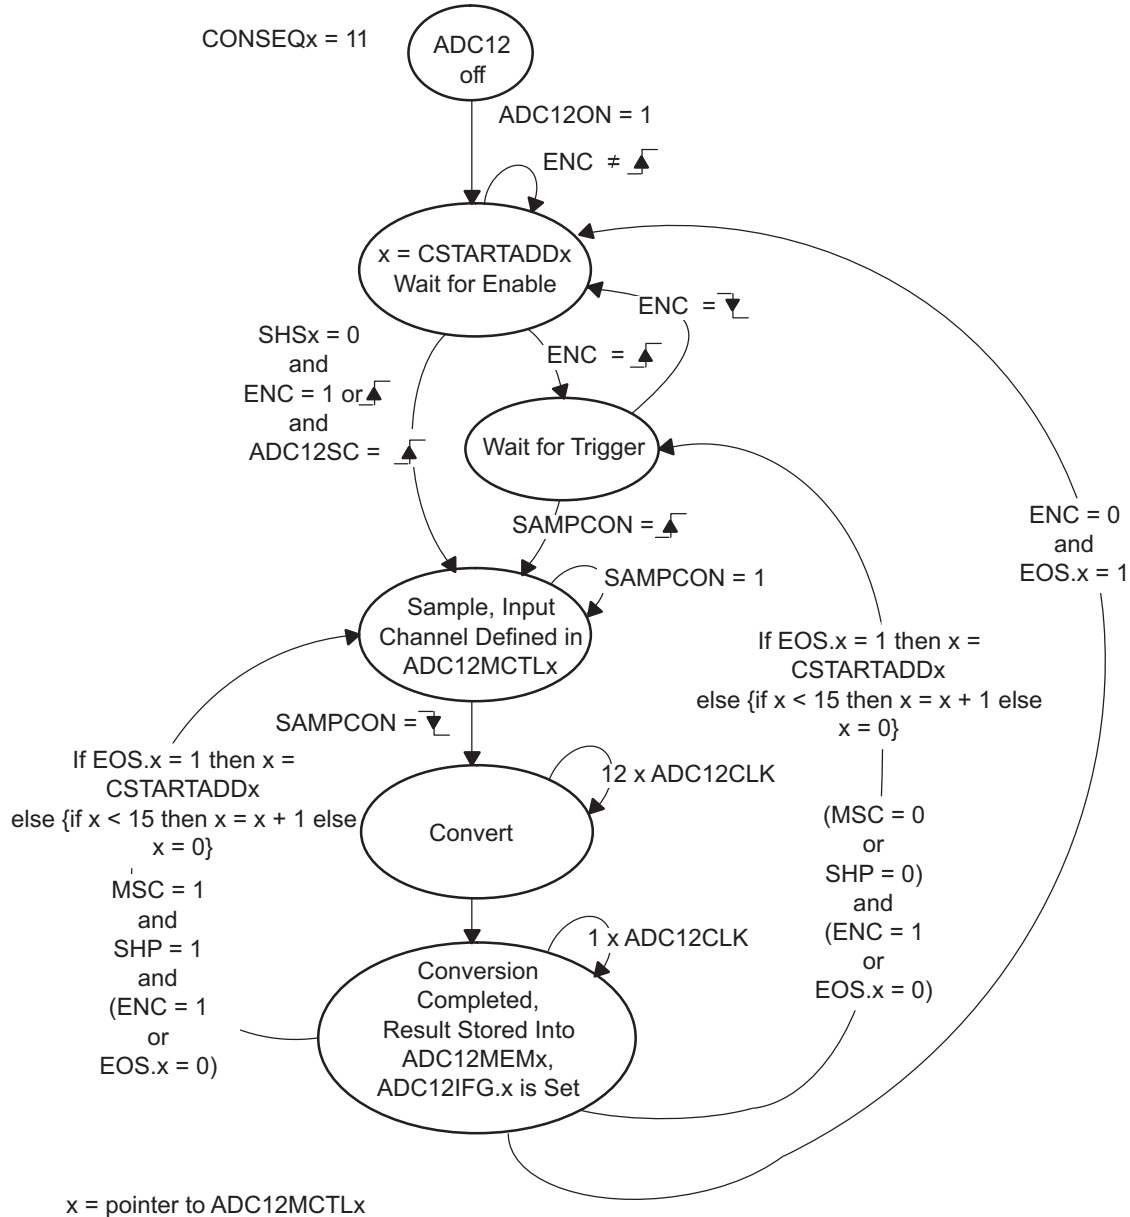 CONSEQx = 11
ADC12
off
ADC12ON = 1
ENC ≠
x = CSTARTADDx
Wait for Enable
ENC =
SHSx = 0
and
ENC = 1 or
and
ADC12SC =
ENC =
Wait for Trigger
SAMPCON =
SAMPCON = 1
ENC = 0
and
EOS.x = 1
Sample, Input
Channel Defined in
ADC12MCTLx
If EOS.x = 1 then x =
CSTARTADDx
else {if x < 15 then x = x + 1 else
x = 0}
SAMPCON =
If EOS.x = 1 then x =
CSTARTADDx
else {if x < 15 then x = x + 1 else
x = 0}
12 x ADC12CLK
Convert
(MSC = 0
or
SHP = 0)
and
(ENC = 1
or
EOS.x = 0)
MSC = 1
and
SHP = 1
and
(ENC = 1
or
EOS.x = 0)
1 x ADC12CLK
Conversion
Completed,
Result Stored Into
ADC12MEMx,
ADC12IFG.x is Set
x = pointer to ADC12MCTLx